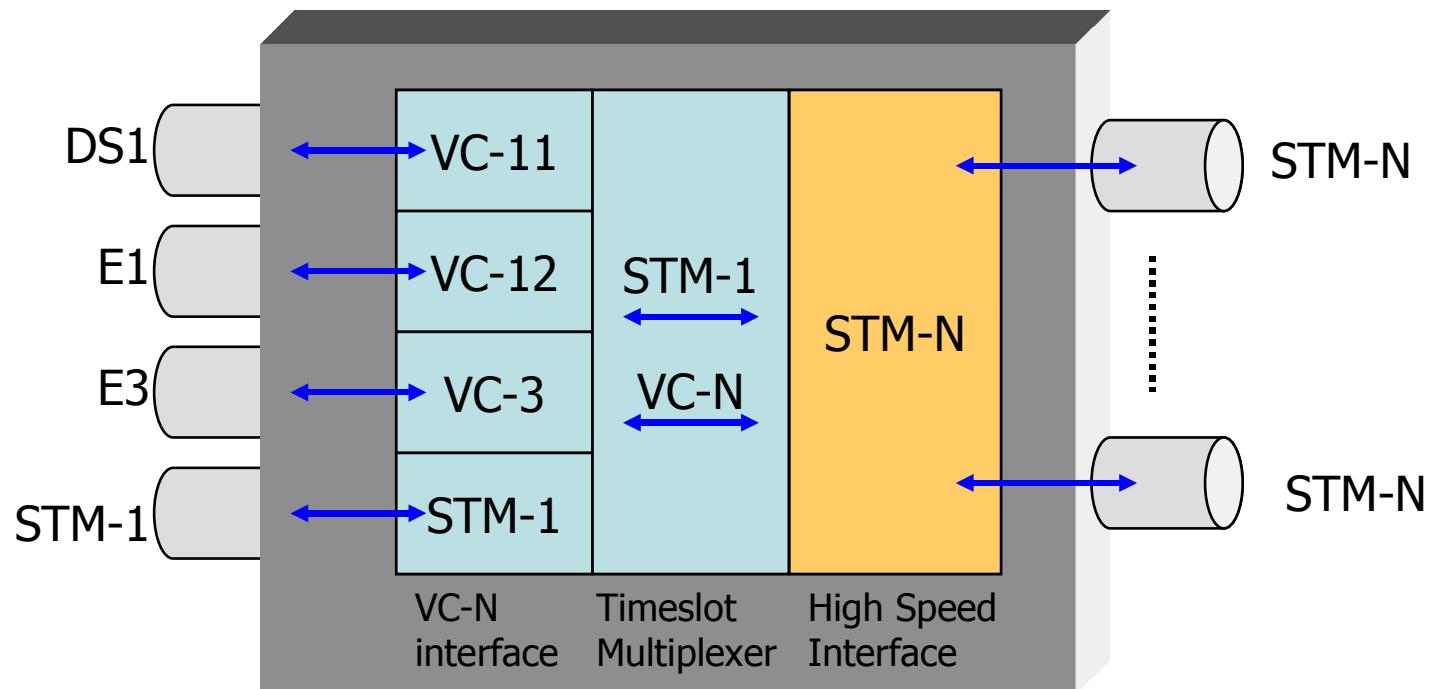 DS1
VC-11
STM-N
E1
VC-12
STM-1
STM-N
E3
VC-3
VC-N
STM-1
STM-1
STM-N
VC-N
interface
Timeslot
Multiplexer
High Speed
Interface